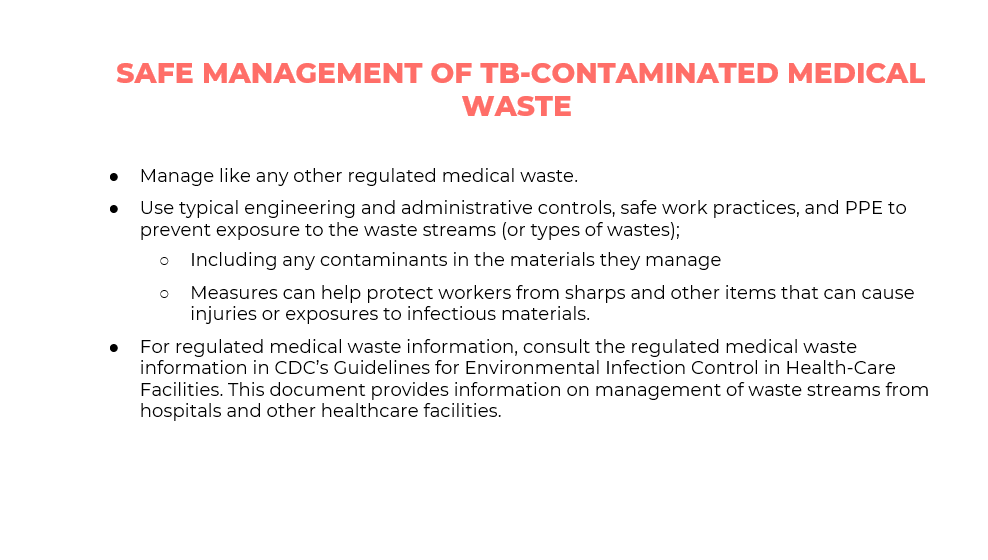 SAFE MANAGEMENT OF TB-CONTAMINATED MEDICAL
WASTE
● Manage like any other regulated medical waste.
● Use typical engineering and administrative controls, safe work practices, and PPE to
prevent exposure to the waste streams (or types of wastes);
○ Including any contaminants in the materials they manage
○ Measures can help protect workers from sharps and other items that can cause
injuries or exposures to infectious materials.
● For regulated medical waste information, consult the regulated medical waste
information in CDC’s Guidelines for Environmental Infection Control in Health-Care
Facilities. This document provides information on management of waste streams from
hospitals and other healthcare facilities.